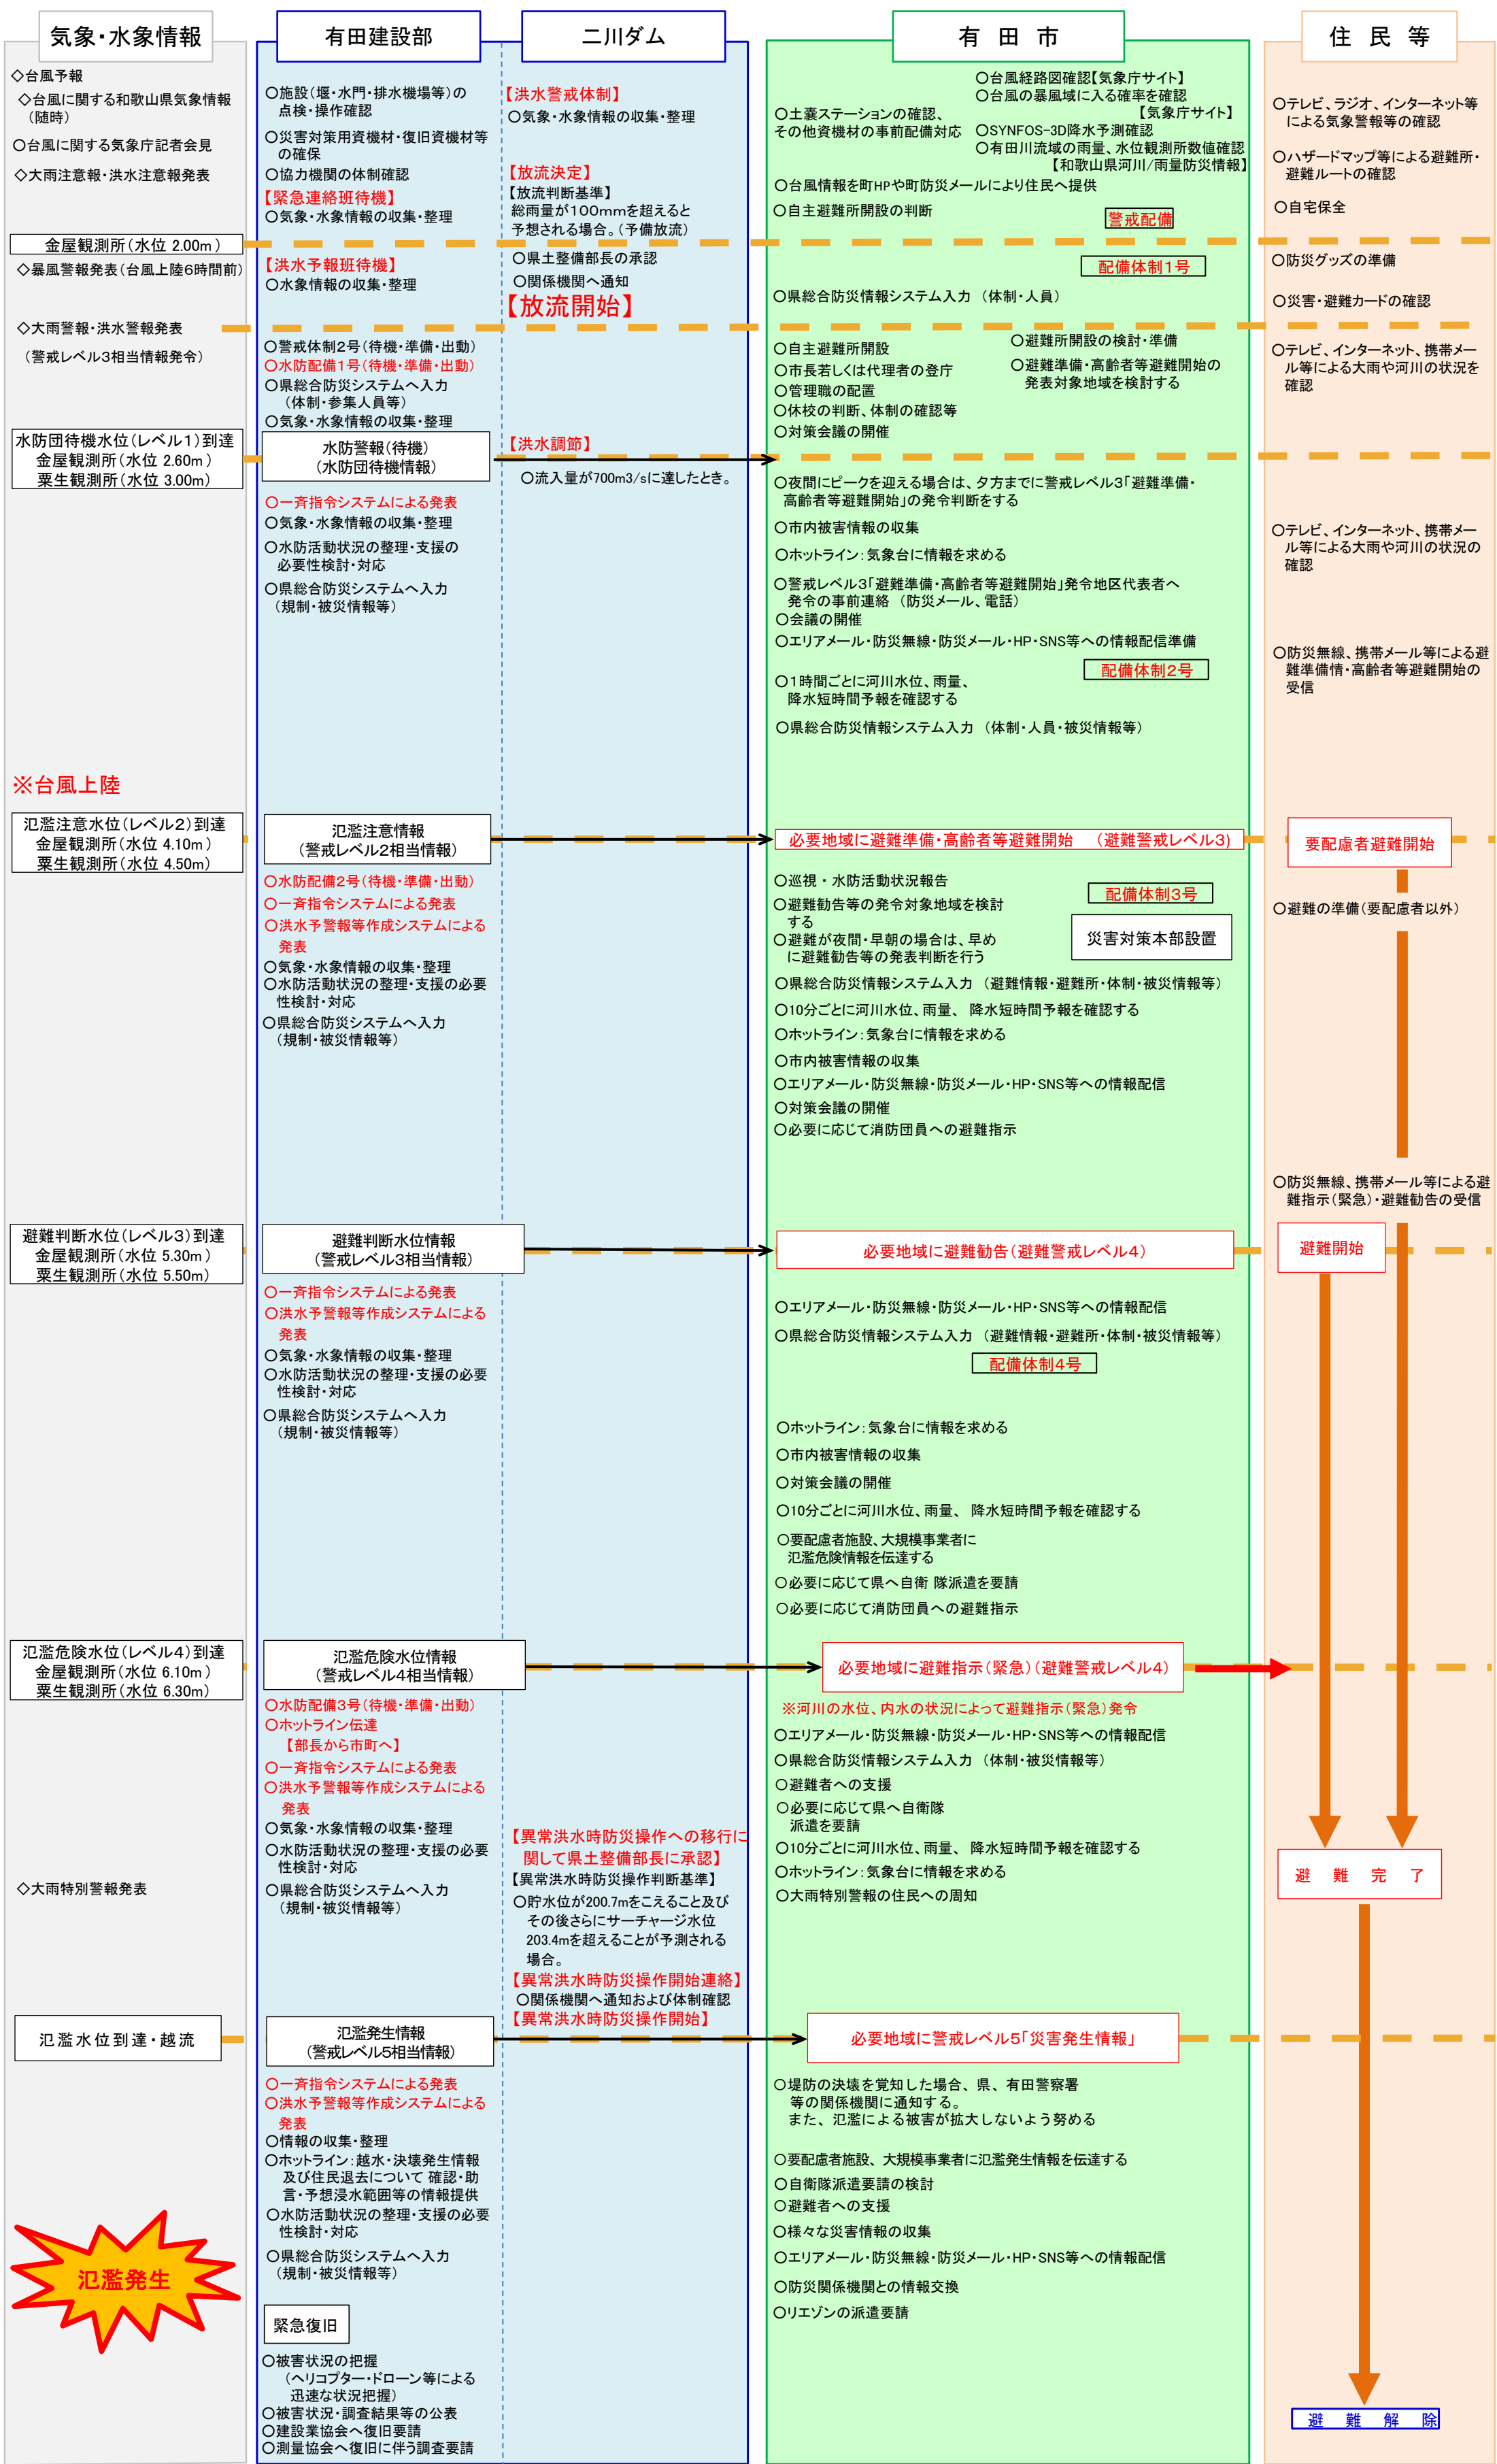 気象・水象情報
◇台風予報
◇台風に関する和歌山県気象情報
（随時）
○台風に関する気象庁記者会見
◇大雨注意報・洪水注意報発表
金屋観測所（水位 2.00m ）
◇暴風警報発表（台風上陸６時間前）
◇大雨警報・洪水警報発表
（警戒レベル３相当情報発令）
水防団待機水位（レベル１）到達
金屋観測所（水位 2.60m）
粟生観測所（水位 3.00m）
※台風上陸
氾濫注意水位（レベル２）到達
金屋観測所（水位 4.10m）
粟生観測所（水位 4.50m）
避難判断水位（レベル３）到達
金屋観測所（水位 5.30m）
粟生観測所（水位 5.50m）
氾濫危険水位（レベル４）到達
金屋観測所（水位 6.10m）
粟生観測所（水位 6.30m）
◇大雨特別警報発表
氾濫水位到達・越流
氾濫発生
有田建設部
○施設（堰・水門・排水機場等）の
点検・操作確認
○災害対策用資機材・復旧資機材等
の確保
○協力機関の体制確認
【緊急連絡班待機】
○気象・水象情報の収集・整理
【洪水予報班待機】
○水象情報の収集・整理
○警戒体制２号（待機・準備・出動）
○水防配備１号（待機・準備・出動）
○県総合防災システムへ入力
（体制・参集人員等）
○気象・水象情報の収集・整理
水防警報（待機）
（水防団待機情報）
○一斉指令システムによる発表
○気象・水象情報の収集・整理
○水防活動状況の整理・支援の
必要性検討・対応
○県総合防災システムへ入力
（規制・被災情報等）
氾濫注意情報
（警戒レベル２相当情報）
○水防配備２号（待機・準備・出動）
○一斉指令システムによる発表
○洪水予警報等作成システムによる
発表
○気象・水象情報の収集・整理
○水防活動状況の整理・支援の必要
性検討・対応
○県総合防災システムへ入力
（規制・被災情報等）
避難判断水位情報
（警戒レベル３相当情報）
○一斉指令システムによる発表
○洪水予警報等作成システムによる
発表
○気象・水象情報の収集・整理
○水防活動状況の整理・支援の必要
性検討・対応
○県総合防災システムへ入力
（規制・被災情報等）
氾濫危険水位情報
（警戒レベル４相当情報）
○水防配備３号（待機・準備・出動）
○ホットライン伝達
【部長から市町へ】
○一斉指令システムによる発表
○洪水予警報等作成システムによる
発表
○気象・水象情報の収集・整理
○水防活動状況の整理・支援の必要
性検討・対応
○県総合防災システムへ入力
（規制・被災情報等）
氾濫発生情報
（警戒レベル５相当情報）
○一斉指令システムによる発表
○洪水予警報等作成システムによる
発表
○情報の収集・整理
○ホットライン：越水・決壊発生情報
及び住民退去について 確認・助
言・予想浸水範囲等の情報提供
○水防活動状況の整理・支援の必要
性検討・対応
○県総合防災システムへ入力
（規制・被災情報等）
緊急復旧
○被害状況の把握
（ヘリコプター・ドローン等による
迅速な状況把握）
○被害状況・調査結果等の公表
○建設業協会へ復旧要請
○測量協会へ復旧に伴う調査要請
二川ダム
【洪水警戒体制】
○気象・水象情報の収集・整理
【放流決定】
【放流判断基準】
総雨量が１００ｍｍを超えると
予想される場合。（予備放流）
○県土整備部長の承認
○関係機関へ通知
【放流開始】
【洪水調節】
○流入量が700m3/sに達したとき。
【異常洪水時防災操作への移行に
関して県土整備部長に承認】
【異常洪水時防災操作判断基準】
○貯水位が200.7mをこえること及び
その後さらにサーチャージ水位
203.4mを超えることが予測される
場合。
【異常洪水時防災操作開始連絡】
○関係機関へ通知および体制確認
【異常洪水時防災操作開始】
有 田 市
○土嚢ステーションの確認、
その他資機材の事前配備対応
○台風経路図確認【気象庁サイト】
○台風の暴風域に入る確率を確認
【気象庁サイト】
○SYNFOS-3D降水予測確認
○有田川流域の雨量、水位観測所数値確認
【和歌山県河川/雨量防災情報】
○台風情報を町HPや町防災メールにより住民へ提供
○自主避難所開設の判断
警戒配備
配備体制１号
○県総合防災情報システム入力 （体制・人員）
○自主避難所開設
○市長若しくは代理者の登庁
○管理職の配置
○休校の判断、体制の確認等
○対策会議の開催
○避難所開設の検討・準備
○避難準備・高齢者等避難開始の
発表対象地域を検討する
○夜間にピークを迎える場合は、夕方までに警戒レベル３「避難準備・
高齢者等避難開始」の発令判断をする
○市内被害情報の収集
○ホットライン：気象台に情報を求める
○警戒レベル３「避難準備・高齢者等避難開始」発令地区代表者へ
発令の事前連絡 （防災メール、電話）
○会議の開催
○エリアメール・防災無線・防災メール・HP・SNS等への情報配信準備
配備体制２号
○１時間ごとに河川水位、雨量、
降水短時間予報を確認する
○県総合防災情報システム入力 （体制・人員・被災情報等）
必要地域に避難準備・高齢者等避難開始 （避難警戒レベル３）
○巡視・水防活動状況報告
○避難勧告等の発令対象地域を検討
する
○避難が夜間・早朝の場合は、早め
に避難勧告等の発表判断を行う
配備体制３号
災害対策本部設置
○県総合防災情報システム入力 （避難情報・避難所・体制・被災情報等）
○10分ごとに河川水位、雨量、 降水短時間予報を確認する
○ホットライン：気象台に情報を求める
○市内被害情報の収集
○エリアメール・防災無線・防災メール・HP・SNS等への情報配信
○対策会議の開催
○必要に応じて消防団員への避難指示
必要地域に避難勧告（避難警戒レベル４）
○エリアメール・防災無線・防災メール・HP・SNS等への情報配信
○県総合防災情報システム入力 （避難情報・避難所・体制・被災情報等）
配備体制４号
○ホットライン：気象台に情報を求める
○市内被害情報の収集
○対策会議の開催
○10分ごとに河川水位、雨量、 降水短時間予報を確認する
○要配慮者施設、大規模事業者に
氾濫危険情報を伝達する
○必要に応じて県へ自衛 隊派遣を要請
○必要に応じて消防団員への避難指示
必要地域に避難指示（緊急）（避難警戒レベル４）
※河川の水位、内水の状況によって避難指示（緊急）発令
○エリアメール・防災無線・防災メール・HP・SNS等への情報配信
○県総合防災情報システム入力 （体制・被災情報等）
○避難者への支援
○必要に応じて県へ自衛隊
派遣を要請
○10分ごとに河川水位、雨量、 降水短時間予報を確認する
○ホットライン：気象台に情報を求める
○大雨特別警報の住民への周知
必要地域に警戒レベル５「災害発生情報」
○堤防の決壊を覚知した場合、県、有田警察署
等の関係機関に通知する。
また、氾濫による被害が拡大しないよう努める
○要配慮者施設、大規模事業者に氾濫発生情報を伝達する
○自衛隊派遣要請の検討
○避難者への支援
○様々な災害情報の収集
○エリアメール・防災無線・防災メール・HP・SNS等への情報配信
○防災関係機関との情報交換
○リエゾンの派遣要請
住 民 等
○テレビ、ラジオ、インターネット等
による気象警報等の確認
○ハザードマップ等による避難所・
避難ルートの確認
○自宅保全
○防災グッズの準備
○災害・避難カードの確認
○テレビ、インターネット、携帯メー
ル等による大雨や河川の状況を
確認
○テレビ、インターネット、携帯メー
ル等による大雨や河川の状況の
確認
○防災無線、携帯メール等による避
難準備情・高齢者等避難開始の
受信
要配慮者避難開始
○避難の準備（要配慮者以外）
○防災無線、携帯メール等による避
難指示（緊急）・避難勧告の受信
避難開始
避 難 完 了
避 難 解 除